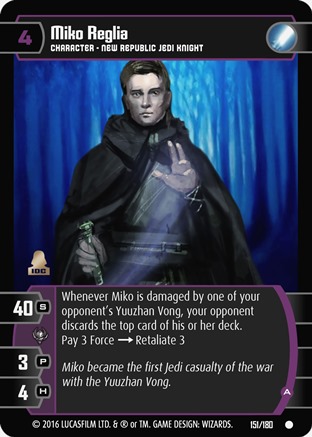 4 Miko Reglia
CHARACTER - NEW REPUBLIC JEDI KNIGHT
IDC
40 S
Whenever Miko is damaged by one of your
opponent's Yuuzhan Vong, your opponent
discards the top card of his or her deck.
Pay 3 Force → Retaliate 3
3 P
Miko became the first Jedi casualty of the war
4 H
with the Yuuzhan Vong.
A
© 2016 LUCASFILM LTD. & ® or TM. GAME DESIGN: WIZARDS. 151/180